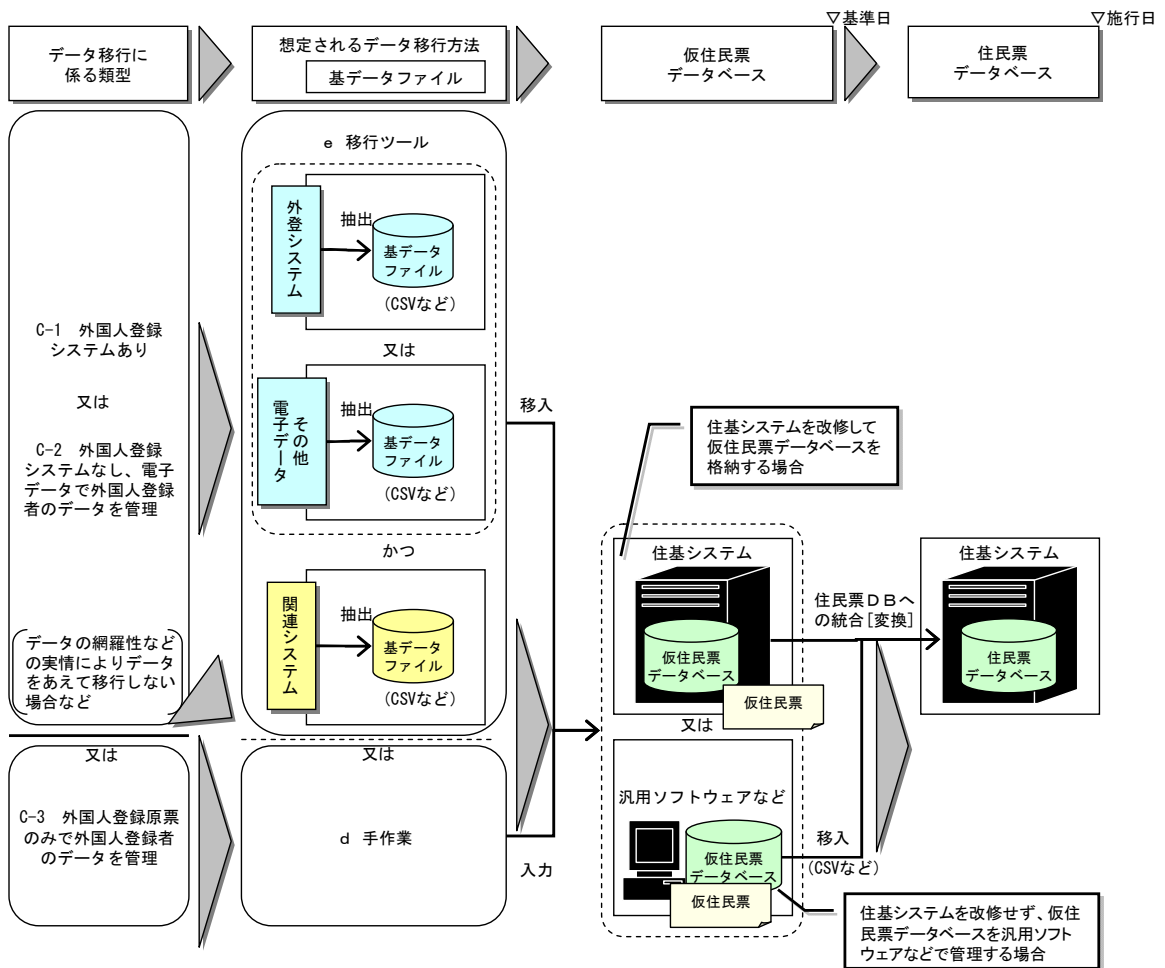 ▽基準日
▽施行日
データ移行に
係る類型
想定されるデータ移行方法
基データファイル
仮住民票
データベース
住民票
データベース
C-1 外国人登録
システムあり
又は
C-2 外国人登録
システムなし、電子
データで外国人登録
者のデータを管理
データの網羅性など
の実情によりデータ
をあえて移行しない
場合など
又は
C-3 外国人登録原票
のみで外国人登録者
のデータを管理
e 移行ツール
外登システム
抽出
基データ
ファイル
(CSVなど)
又は
その他
電子データ
抽出
基データ
ファイル
(CSVなど)
かつ
関連システム
抽出
基データ
ファイル
(CSVなど)
又は
d 手作業
移入
入力
住基システムを改修して
仮住民票データベースを
格納する場合
住基システム
仮住民票
データベース
仮住民票
又は
汎用ソフトウェアなど
仮住民票
データベース
仮住民票
移入
(CSVなど)
住民票DBへ
の統合[変換]
住基システム
住民票
データベース
住基システムを改修せず、仮住
民票データベースを汎用ソフト
ウェアなどで管理する場合